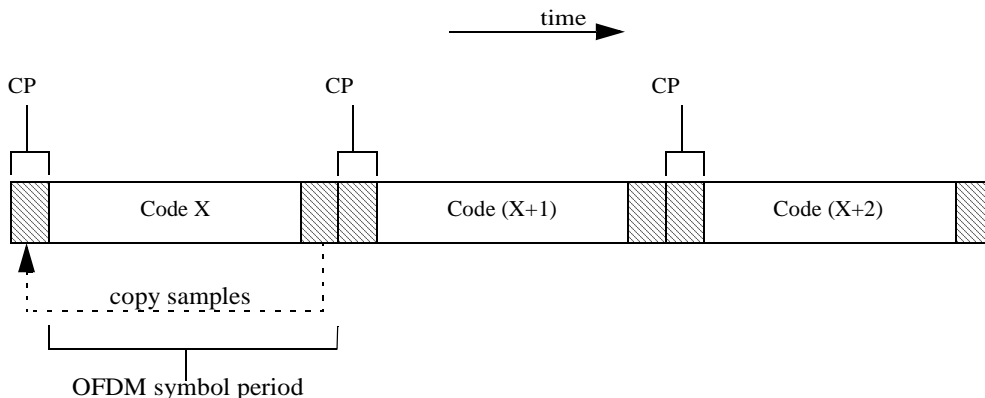 time
CP
CP
CP
Code X
Code (X+1)
Code (X+2)
copy samples
OFDM symbol period